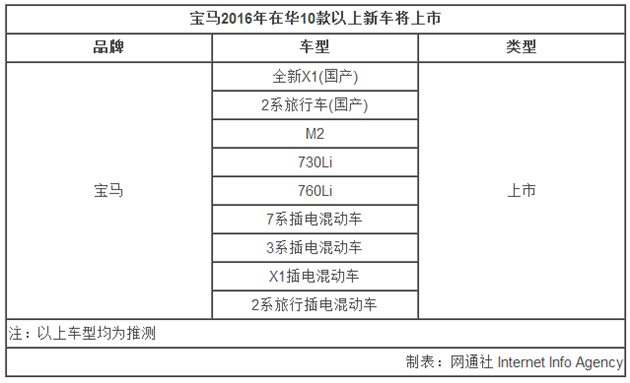 宝马2016年在华10款以上新车将上市
品牌 车型 类型
全新X1(国产)
2系旅行车(国产)
M2
730Li
宝马 760Li 上市
7系插电混动车
3系插电混动车
X1插电混动车
2系旅行插电混动车
注：以上车型均为推测
制表：网通社 Internet Info Agency